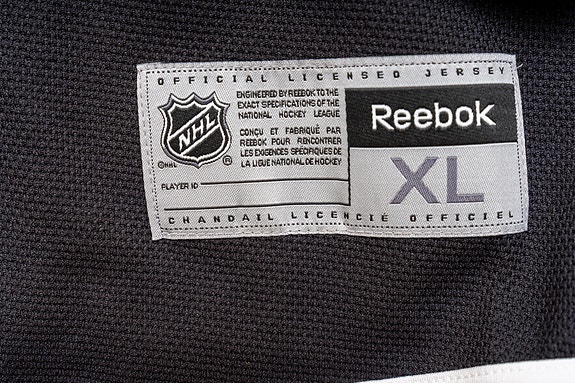 OFFICIAL LICENSED JERSEY
ENGINEERED BY REEBOK TO THE
EXACT SPECIFICATIONS OF THE
NATIONAL HOCKEY LEAGUE
CONÇU ET FABRIQUÉ PAR
REEBOK POUR RENCONTRER
LES EXIGENCES SPÉCIFIQUES DE
LA LIGUE NATIONAL DE HOCKEY
NHL
©NHL
®
PLAYER ID
Reebok
XL
CHANDAIL LICENCIÉ OFFICIEL